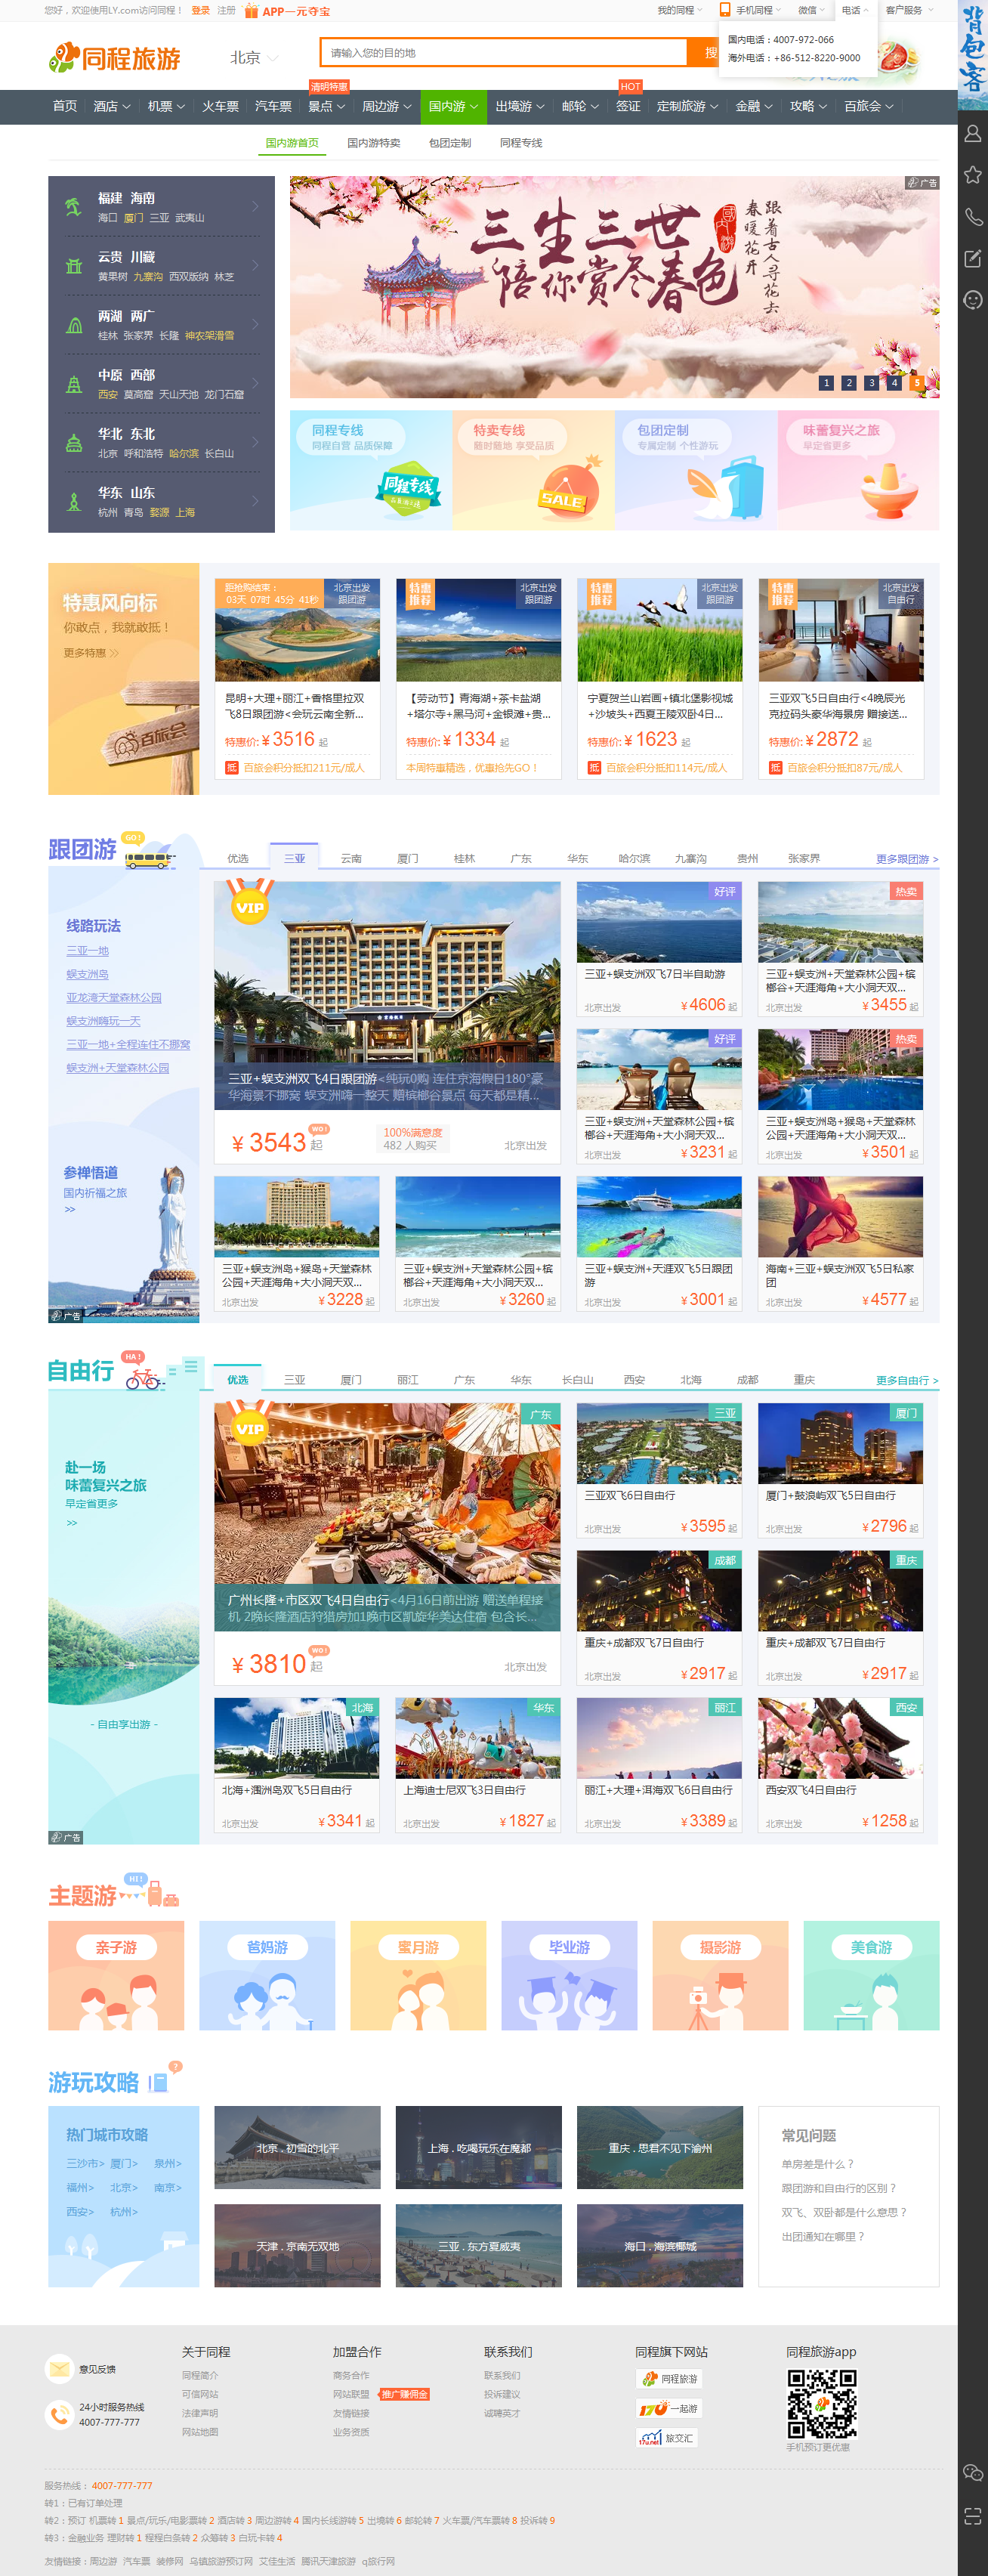 您好，欢迎使用LY.com访问同程！ 登录 注册 APP一元夺宝
我的同程 手机同程 微信 电话 客户服务
国内电话：4007-972-066
海外电话：+86-512-8220-9000
背包客
同程旅游
北京
请输入您的目的地
搜
清明特惠
HOT
首页 酒店 机票 火车票 汽车票 景点 周边游 国内游 出境游 邮轮 签证 定制旅游 金融 攻略 百旅会
国内游首页 国内游特卖 包团定制 同程专线
福建 海南
海口 厦门 三亚 武夷山
云贵 川藏
黄果树 九寨沟 西双版纳 林芝
两湖 两广
桂林 张家界 长隆 神农架滑雪
中原 西部
西安 莫高窟 天山天池 龙门石窟
华北 东北
北京 呼和浩特 哈尔滨 长白山
华东 山东
杭州 青岛 婺源 上海
广告
三生三世
陪你赏尽春色
国内游
跟着古人寻花去
春暖花开
1 2 3 4 5
同程专线
同程自营 品质保障
同程专线
特卖专线
随时随地 享受品质
SALE
包团定制
专属定制 个性游玩
味蕾复兴之旅
早定省更多
特惠风向标
你敢点，我就敢抵！
更多特惠 >>
百旅会
距抢购结束：
03天 07时 45分 41秒
北京出发
跟团游
昆明+大理+丽江+香格里拉双
飞8日跟团游<会玩云南全新...
特惠价: ¥ 3516 起
抵 百旅会积分抵扣211元/成人
特惠
推荐
北京出发
跟团游
【劳动节】青海湖+茶卡盐湖
+塔尔寺+黑马河+金银滩+贵...
特惠价: ¥ 1334 起
本周特重精选，优重抢先GO！
特惠
推荐
北京出发
跟团游
宁夏贺兰山岩画+镇北堡影视城
+沙坡头+西夏王陵双卧4日...
特惠价: ¥ 1623 起
抵 百旅会积分抵扣114元/成人
特惠
推荐
北京出发
自由行
三亚双飞5日自由行<4晚辰光
克拉码头豪华海景房 赠接送...
特惠价: ¥ 2872 起
抵 百旅会积分抵扣87元/成人
跟团游
GO!
优选 三亚 云南 厦门 桂林 广东 华东 哈尔滨 九寨沟 贵州 张家界 更多跟团游 >
线路玩法
三亚一地
蜈支洲岛
亚龙湾天堂森林公园
蜈支洲嗨玩一天
三亚一地+全程连住不挪窝
蜈支洲+天堂森林公园
参禅悟道
国内祈福之旅
>>
广告
VIP
三亚+蜈支洲双飞4日跟团游<纯玩0购 连住京海假日180°豪
华海景不挪窝 蜈支洲嗨一整天 赠槟榔谷景点 每天都是精...
¥ 3543 起
WO!
100%满意度
482 人购买
北京出发
好评
三亚+蜈支洲双飞7日半自助游
北京出发 ¥ 4606 起
热卖
三亚+蜈支洲+天堂森林公园+槟
榔谷+天涯海角+大小洞天双...
北京出发 ¥ 3455 起
好评
三亚+蜈支洲+天堂森林公园+槟
榔谷+天涯海角+大小洞天双...
北京出发 ¥ 3231 起
热卖
三亚+蜈支洲岛+猴岛+天堂森林
公园+天涯海角+大小洞天双...
北京出发 ¥ 3501 起
三亚+蜈支洲岛+猴岛+天堂森林
公园+天涯海角+大小洞天双...
北京出发 ¥ 3228 起
三亚+蜈支洲+天堂森林公园+槟
榔谷+天涯海角+大小洞天双...
北京出发 ¥ 3260 起
三亚+蜈支洲+天涯双飞5日跟团
游
北京出发 ¥ 3001 起
海南+三亚+蜈支洲双飞5日私家
团
北京出发 ¥ 4577 起
自由行
HA!
优选 三亚 厦门 丽江 广东 华东 长白山 西安 北海 成都 重庆 更多自由行 >
赴一场
味蕾复兴之旅
早定省更多
>>
- 自由享出游 -
广告
VIP
广东
广州长隆+市区双飞4日自由行<4月16日前出游 赠送单程接
机 2晚长隆酒店狩猎房加1晚市区凯旋华美达住宿 包含长...
¥ 3810 起
WO!
北京出发
三亚
三亚双飞6日自由行
北京出发 ¥ 3595 起
厦门
厦门+鼓浪屿双飞5日自由行
北京出发 ¥ 2796 起
成都
重庆+成都双飞7日自由行
北京出发 ¥ 2917 起
重庆
重庆+成都双飞7日自由行
北京出发 ¥ 2917 起
北海
北海+涠洲岛双飞5日自由行
北京出发 ¥ 3341 起
华东
上海迪士尼双飞3日自由行
北京出发 ¥ 1827 起
丽江
丽江+大理+洱海双飞6日自由行
北京出发 ¥ 3389 起
西安
西安双飞4日自由行
北京出发 ¥ 1258 起
主题游
HI!
亲子游 爸妈游 蜜月游 毕业游 摄影游 美食游
游玩攻略
?
热门城市攻略
三沙市> 厦门> 泉州>
福州> 北京> 南京>
西安> 杭州>
北京 . 初雪的北平
上海 . 吃喝玩乐在魔都
重庆 . 思君不见下渝州
天津 . 京南无双地
三亚 . 东方夏威夷
海口 . 海滨椰城
常见问题
单房差是什么？
跟团游和自由行的区别？
双飞、双卧都是什么意思？
出团通知在哪里？
意见反馈
24小时服务热线
4007-777-777
关于同程
同程简介
可信网站
法律声明
网站地图
加盟合作
商务合作
网站联盟 推广赚佣金
友情链接
业务资质
联系我们
联系我们
投诉建议
诚聘英才
同程旗下网站
同程旅游
170 一起游
17u.net 旅交汇
同程旅游app
手机预订更优惠
服务热线： 4007-777-777
转1：已有订单处理
转2：预订 机票转 1 景点/玩乐/电影票转 2 酒店转 3 周边游转 4 国内长线游转 5 出境转 6 邮轮转 7 火车票/汽车票转 8 投诉转 9
转3：金融业务 理财转 1 程程白条转 2 众筹转 3 白玩卡转 4
友情链接：周边游 汽车票 装修网 乌镇旅游预订网 艾佳生活 腾讯天津旅游 q旅行网